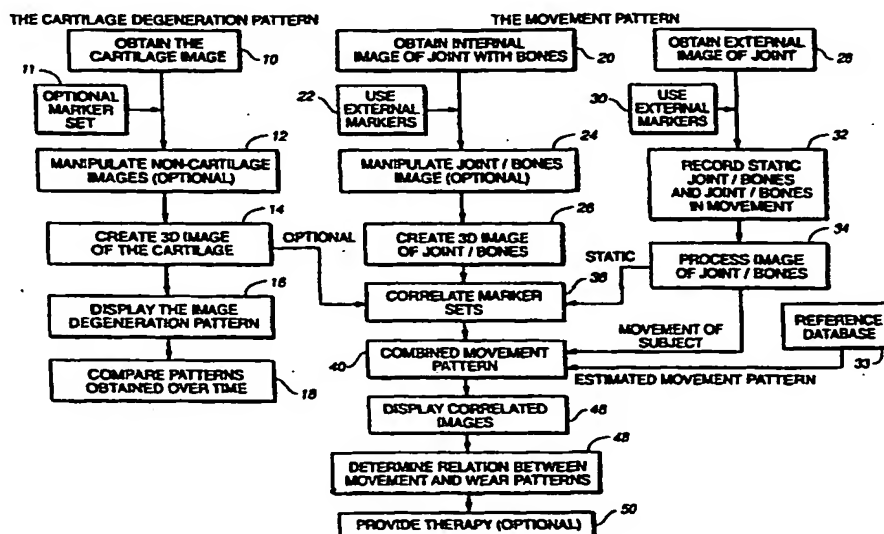 THE CARTILAGE DEGENERATION PATTERN
OBTAIN THE
CARTILAGE IMAGE
10
11
OPTIONAL
MARKER
SET
12
MANIPULATE NON-CARTILAGE
IMAGES (OPTIONAL)
14
CREATE 3D IMAGE
OF THE CARTILAGE
OPTIONAL
16
DISPLAY THE IMAGE
DEGENERATION PATTERN
COMPARE PATTERNS
OBTAINED OVER TIME
18
THE MOVEMENT PATTERN
OBTAIN INTERNAL
IMAGE OF JOINT WITH BONES
20
22
USE
EXTERNAL
MARKERS
24
MANIPULATE JOINT / BONES
IMAGE (OPTIONAL)
26
CREATE 3D IMAGE
OF JOINT / BONES
CORRELATE MARKER
SETS
COMBINED MOVEMENT
PATTERN
40
DISPLAY CORRELATED
IMAGES
48
DETERMINE RELATION BETWEEN
MOVEMENT AND WEAR PATTERNS
PROVIDE THERAPY (OPTIONAL)
50
OBTAIN EXTERNAL
IMAGE OF JOINT
30
USE
EXTERNAL
MARKERS
32
RECORD STATIC
JOINT / BONES
AND JOINT / BONES
IN MOVEMENT
34
PROCESS IMAGE
OF JOINT / BONES
STATIC
MOVEMENT OF
SUBJECT
REFERENCE
DATABASE
33
ESTIMATED MOVEMENT PATTERN